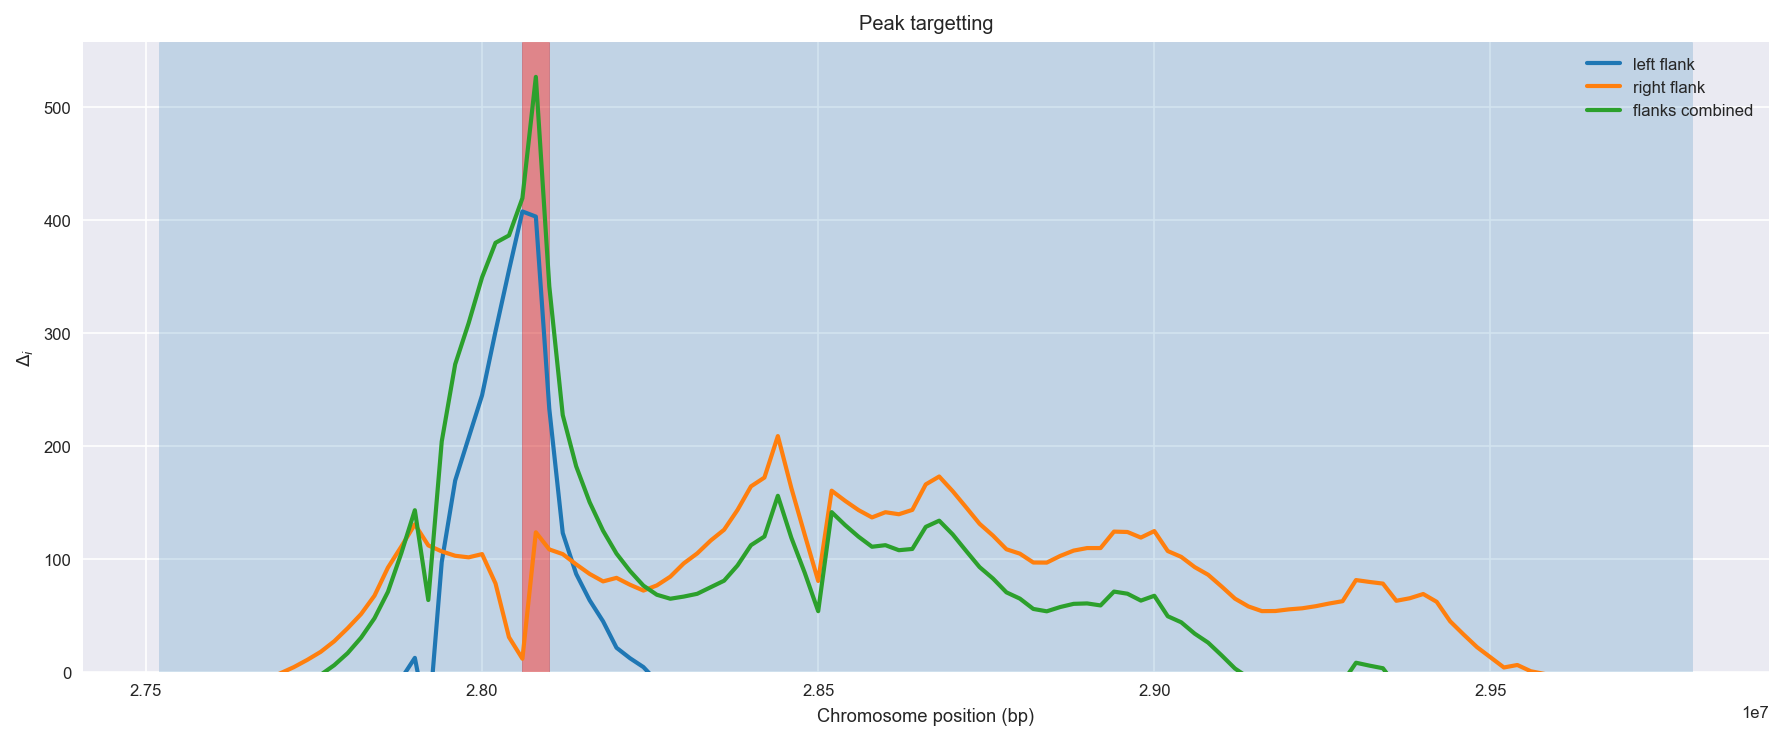 Peak targetting
left flank
right flank
flanks combined
500
400
300
200
100
0
Δi
2.75
2.80
2.85
2.90
2.95
1e7
Chromosome position (bp)